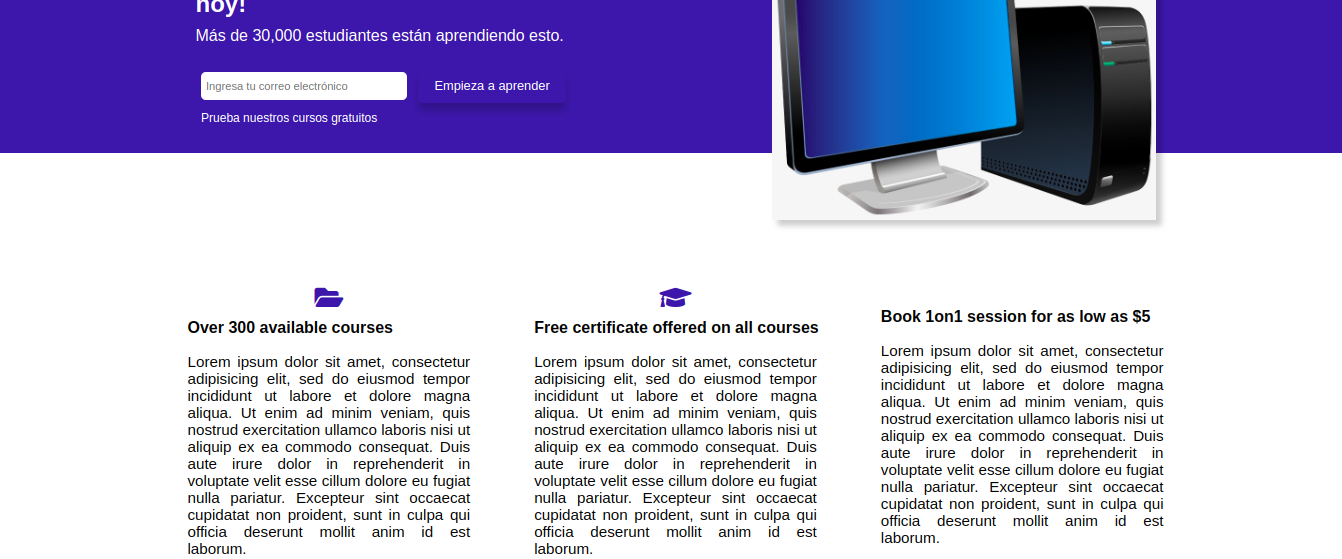 hoy!
Más de 30,000 estudiantes están aprendiendo esto.
Ingresa tu correo electrónico
Empieza a aprender
Prueba nuestros cursos gratuitos
Over 300 available courses
Lorem ipsum dolor sit amet, consectetur
adipisicing elit, sed do eiusmod tempor
incididunt ut labore et dolore magna
aliqua. Ut enim ad minim veniam, quis
nostrud exercitation ullamco laboris nisi ut
aliquip ex ea commodo consequat. Duis
aute irure dolor in reprehenderit in
voluptate velit esse cillum dolore eu fugiat
nulla pariatur. Excepteur sint occaecat
cupidatat non proident, sunt in culpa qui
officia deserunt mollit anim id est
laborum.
Free certificate offered on all courses
Lorem ipsum dolor sit amet, consectetur
adipisicing elit, sed do eiusmod tempor
incididunt ut labore et dolore magna
aliqua. Ut enim ad minim veniam, quis
nostrud exercitation ullamco laboris nisi ut
aliquip ex ea commodo consequat. Duis
aute irure dolor in reprehenderit in
voluptate velit esse cillum dolore eu fugiat
nulla pariatur. Excepteur sint occaecat
cupidatat non proident, sunt in culpa qui
officia deserunt mollit anim id est
laborum.
Book 1on1 session for as low as $5
Lorem ipsum dolor sit amet, consectetur
adipisicing elit, sed do eiusmod tempor
incididunt ut labore et dolore magna
aliqua. Ut enim ad minim veniam, quis
nostrud exercitation ullamco laboris nisi ut
aliquip ex ea commodo consequat. Duis
aute irure dolor in reprehenderit in
voluptate velit esse cillum dolore eu fugiat
nulla pariatur. Excepteur sint occaecat
cupidatat non proident, sunt in culpa qui
officia deserunt mollit anim id est
laborum.